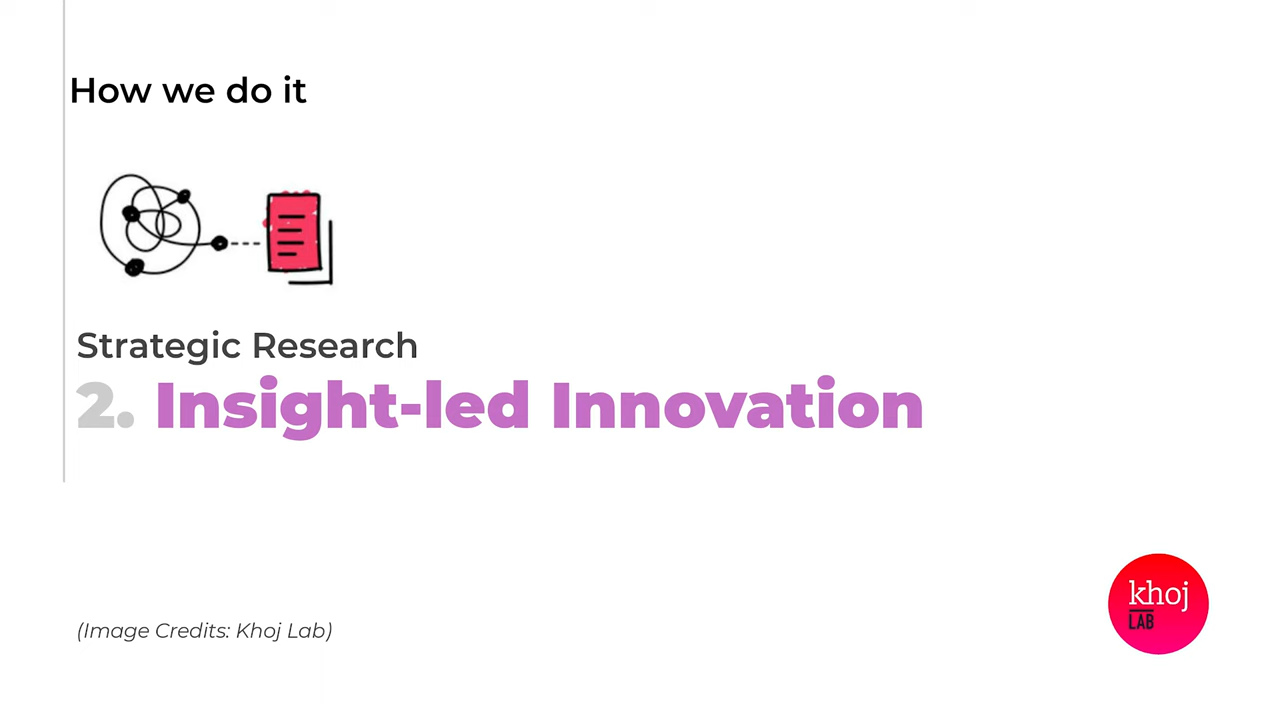 How we do it
Strategic Research
2. Insight-led Innovation
(Image Credits: Khoj Lab)
khoj
LAB